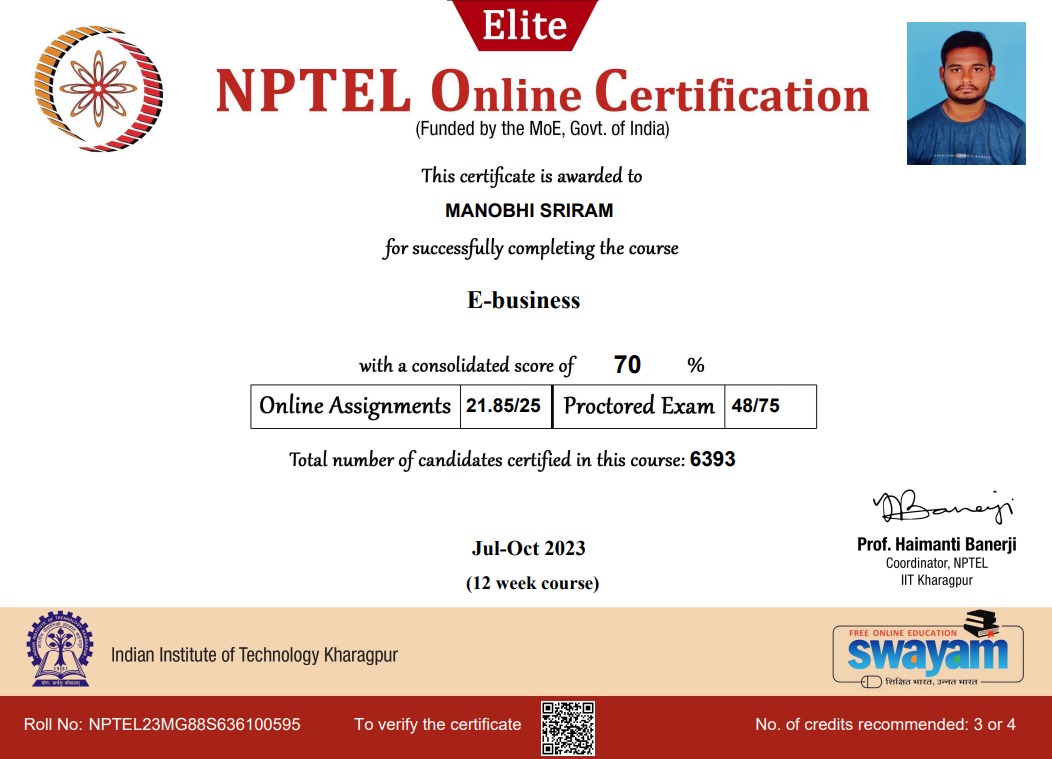 Elite
NPTEL Online Certification
(Funded by the MoE, Govt. of India)
This certificate is awarded to
MANOBHI SRIRAM
for successfully completing the course
E-business
with a consolidated score of 70 %
Online Assignments 21.85/25 Proctored Exam 48/75
Total number of candidates certified in this course: 6393
Jul-Oct 2023
(12 week course)
Prof. Haimanti Banerji
Coordinator, NPTEL
IIT Kharagpur
Indian Institute of Technology Kharagpur
FREE ONLINE EDUCATION
swayam
शिक्षित भारत, उन्नत भारत
Roll No: NPTEL23MG88S636100595 To verify the certificate No. of credits recommended: 3 or 4